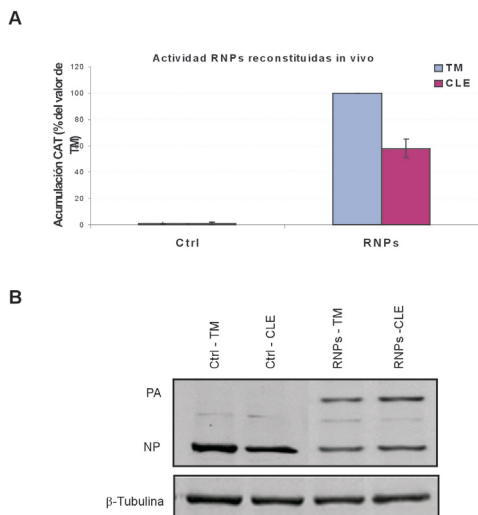 A
Actividad RNPs reconstituidas in vivo
TM
CLE
Acumulación CAT (% del valor de
TM)
120
100
80
60
40
20
0
Ctrl
RNPs
B
Ctrl - TM
Ctrl - CLE
RNPs - TM
RNPs -CLE
PA
NP
β-Tubulina